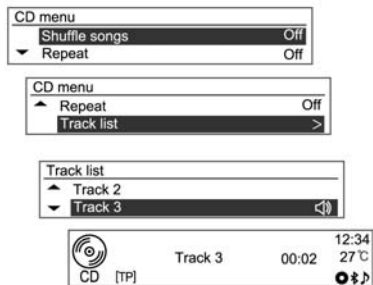 CD menu
Shuffle songs Off
Repeat Off
CD menu
Repeat Off
Track list >
Track list
Track 2
Track 3
12:34
Track 3 00:02 27℃
CD [TP]